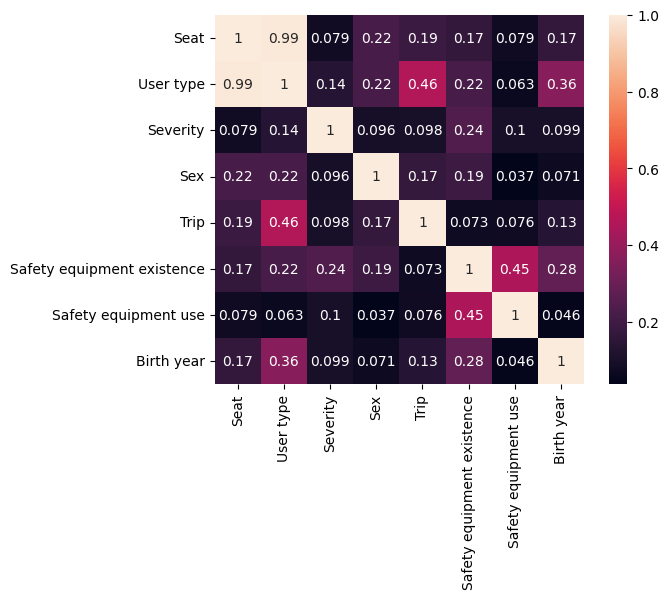 Seat 1 0.99 0.079 0.22 0.19 0.17 0.079 0.17
User type 0.99 1 0.14 0.22 0.46 0.22 0.063 0.36
Severity 0.079 0.14 1 0.096 0.098 0.24 0.1 0.099
Sex 0.22 0.22 0.096 1 0.17 0.19 0.037 0.071
Trip 0.19 0.46 0.098 0.17 1 0.073 0.076 0.13
Safety equipment existence 0.17 0.22 0.24 0.19 0.073 1 0.45 0.28
Safety equipment use 0.079 0.063 0.1 0.037 0.076 0.45 1 0.046
Birth year 0.17 0.36 0.099 0.071 0.13 0.28 0.046 1
Seat
User type
Severity
Sex
Trip
Safety equipment existence
Safety equipment use
Birth year
1.0
0.8
0.6
0.4
0.2